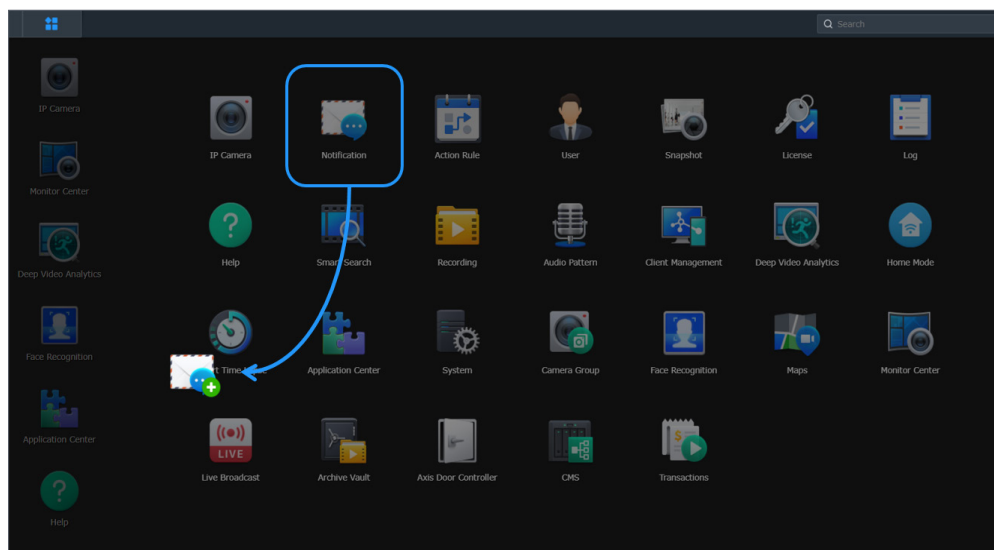 Search
IP Camera
Monitor Center
Deep Video Analytics
Face Recognition
Application Center
Help
IP Camera
Notification
Action Rule
User
Snapshot
License
Log
Help
Smart Search
Recording
Audio Pattern
Client Management
Deep Video Analytics
Home Mode
Time
Application Center
System
Camera Group
Face Recognition
Maps
Monitor Center
LIVE
Live Broadcast
Archive Vault
Axis Door Controller
CMS
Transactions